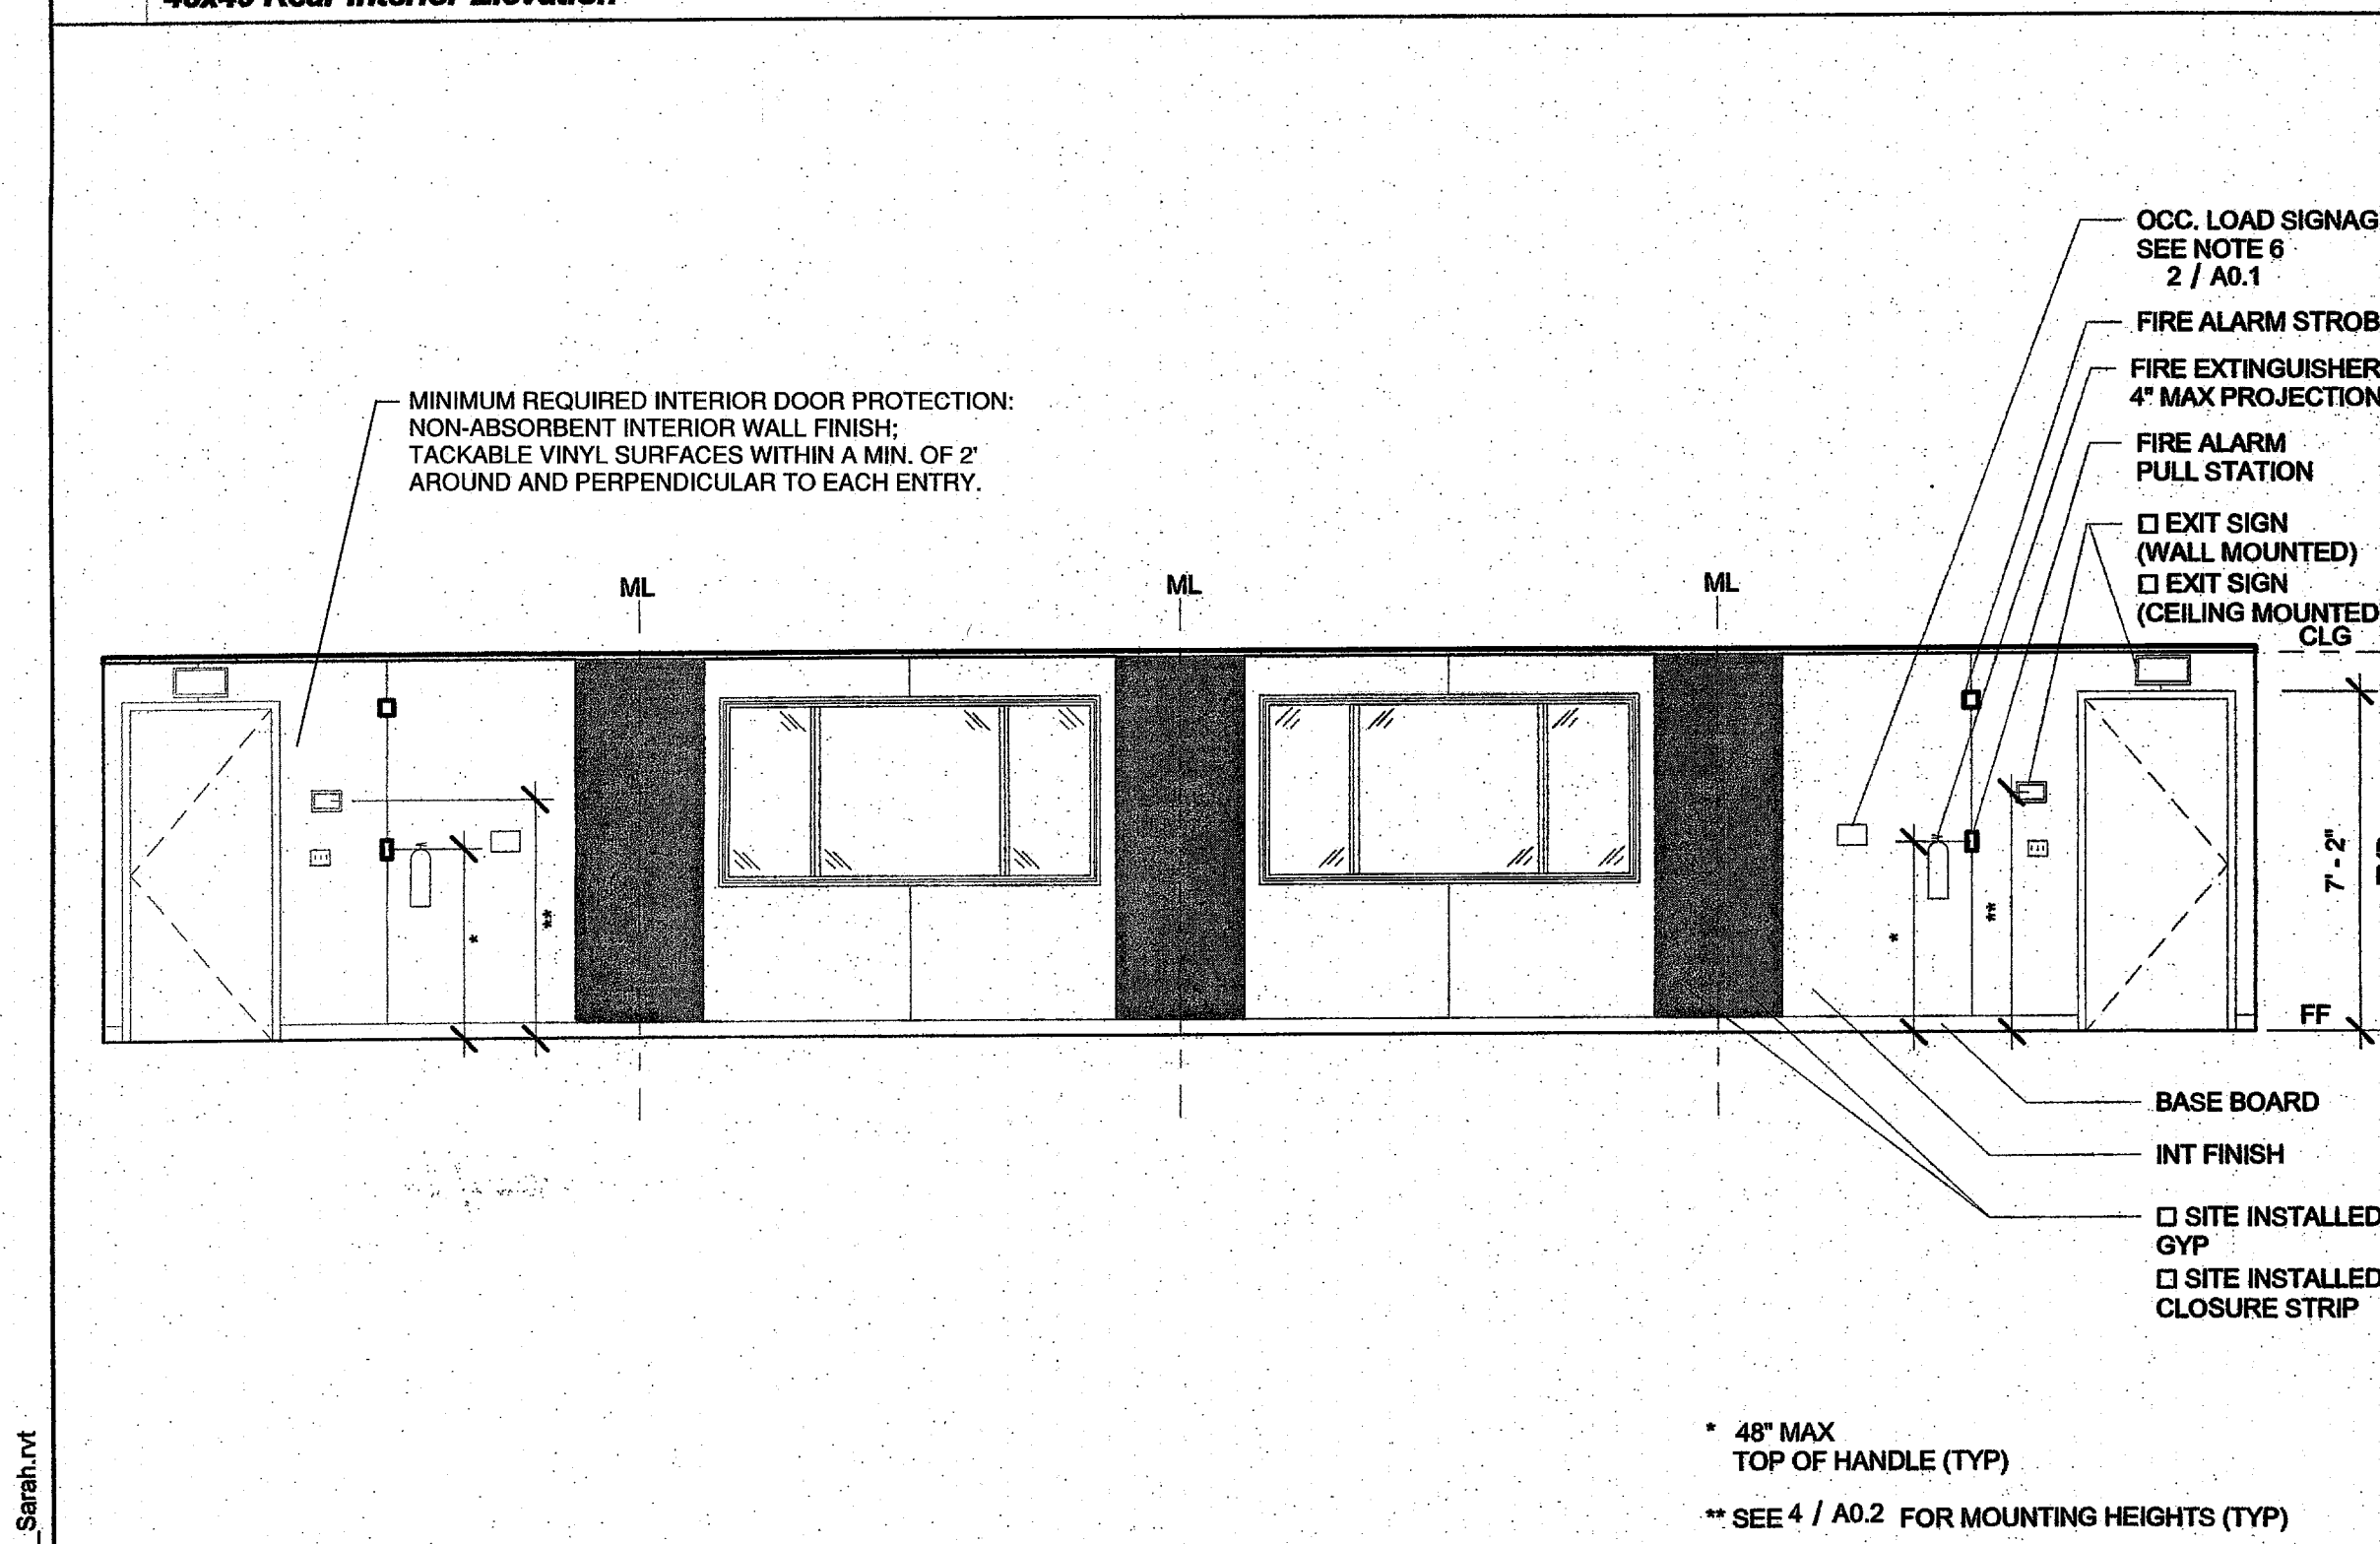 Rear Interior Elevation
OCC. LOAD SIGNAG
SEE NOTE 6
2 / A0.1
FIRE ALARM STROB
FIRE EXTINGUISHER
4" MAX PROJECTION
FIRE ALARM
PULL STATION
☐ EXIT SIGN
(WALL MOUNTED)
☐ EXIT SIGN
(CEILING MOUNTED
CLG
MINIMUM REQUIRED INTERIOR DOOR PROTECTION:
NON-ABSORBENT INTERIOR WALL FINISH;
TACKABLE VINYL SURFACES WITHIN A MIN. OF 2'
AROUND AND PERPENDICULAR TO EACH ENTRY.
ML
ML
ML
*
**
*
**
7' - 2"
FF
BASE BOARD
INT FINISH
☐ SITE INSTALLED
GYP
☐ SITE INSTALLED
CLOSURE STRIP
* 48" MAX
TOP OF HANDLE (TYP)
** SEE 4 / A0.2 FOR MOUNTING HEIGHTS (TYP)
_Sarah.rvt